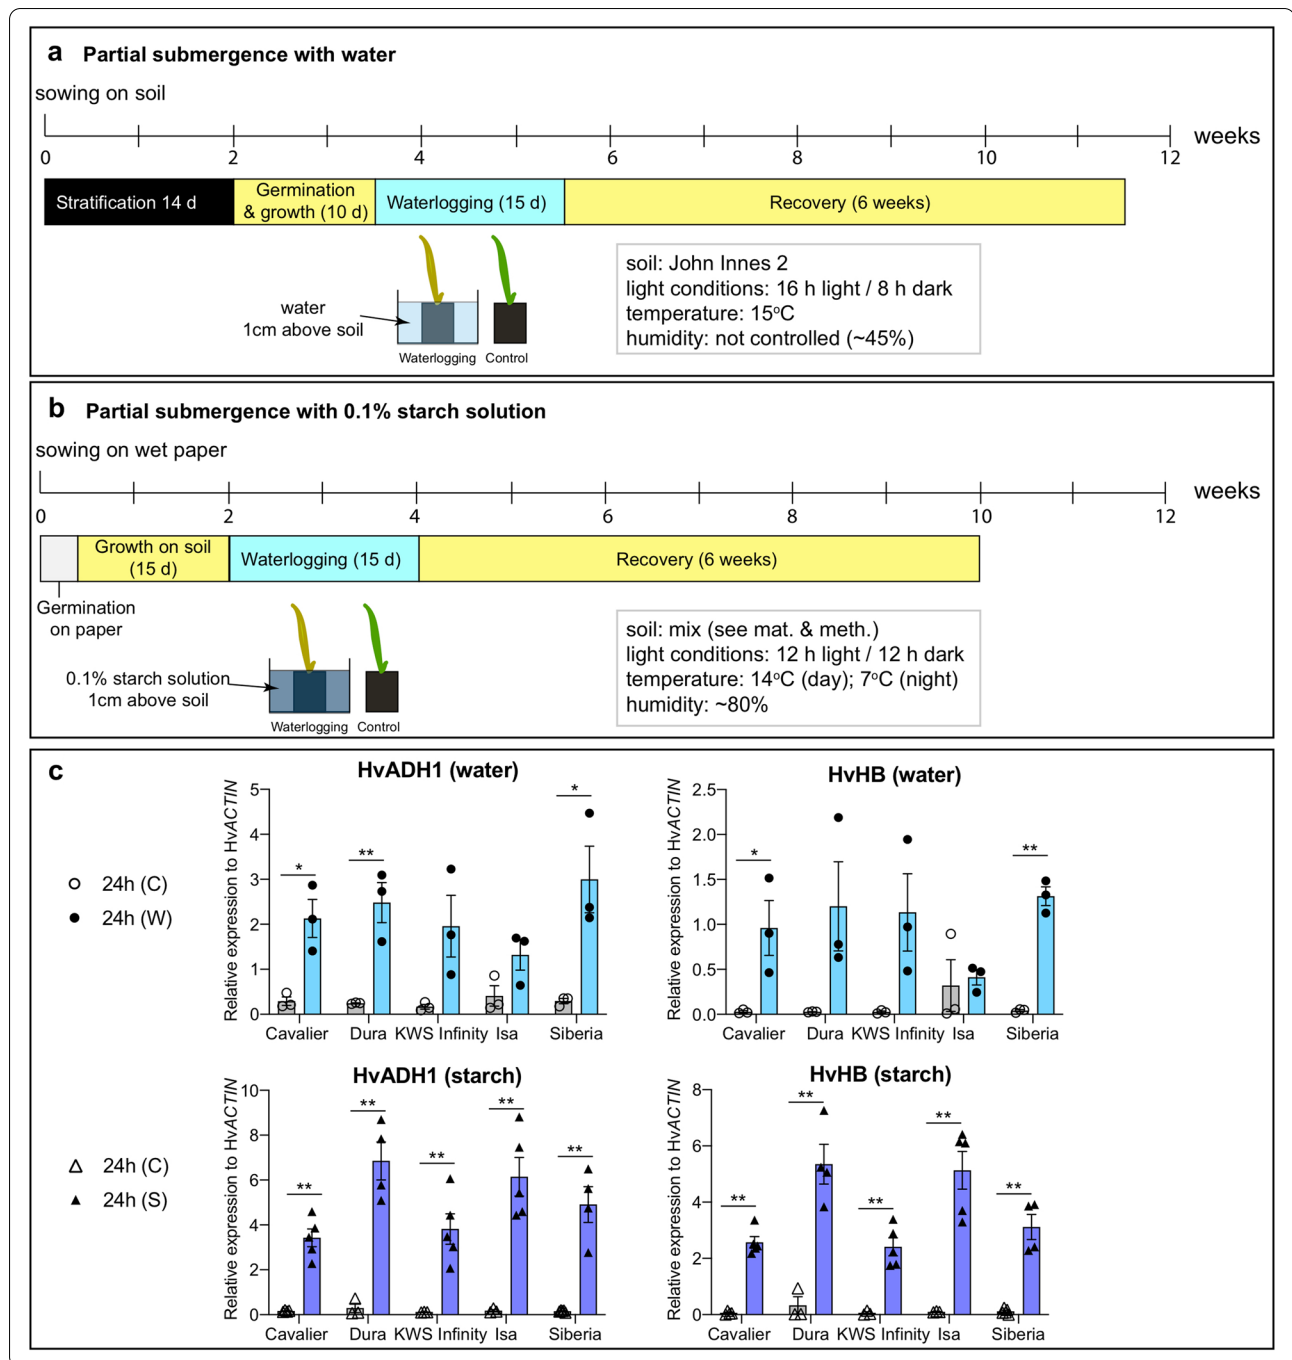 a Partial submergence with water
sowing on soil
weeks
0 2 4 6 8 10 12
Stratification 14 d
Germination
& growth (10 d)
Waterlogging (15 d)
Recovery (6 weeks)
water
1cm above soil
Waterlogging
Control
soil: John Innes 2
light conditions: 16 h light / 8 h dark
temperature: 15°C
humidity: not controlled (~45%)
b Partial submergence with 0.1% starch solution
sowing on wet paper
weeks
0 2 4 6 8 10 12
Growth on soil
(15 d)
Waterlogging (15 d)
Recovery (6 weeks)
Germination
on paper
0.1% starch solution
1cm above soil
Waterlogging
Control
soil: mix (see mat. & meth.)
light conditions: 12 h light / 12 h dark
temperature: 14°C (day); 7°C (night)
humidity: ~80%
c
24h (C)
24h (W)
HvADH1 (water)
Relative expression to HvACTIN
5
4
3
2
1
0
* ** *
Cavalier Dura KWS Infinity Isa Siberia
HvHB (water)
Relative expression to HvACTIN
2.5
2.0
1.5
1.0
0.5
0.0
* **
Cavalier Dura KWS Infinity Isa Siberia
24h (C)
24h (S)
HvADH1 (starch)
Relative expression to HvACTIN
10
8
6
4
2
0
** ** ** ** **
Cavalier Dura KWS Infinity Isa Siberia
HvHB (starch)
Relative expression to HvACTIN
8
6
4
2
0
** ** ** ** **
Cavalier Dura KWS Infinity Isa Siberia